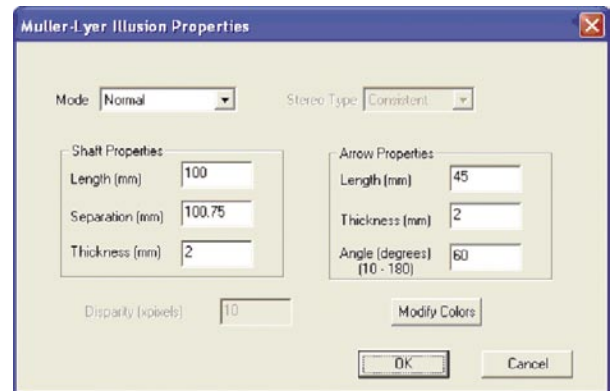 Muller-Lyer Illusion Properties
Mode Normal Stereo Type Consistent
Shaft Properties
Length (mm) 100
Separation (mm) 100.75
Thickness (mm) 2
Arrow Properties
Length (mm) 45
Thickness (mm) 2
Angle (degrees) 60
(10 - 180)
Disparity (xpixels) 10
Modify Colors
OK Cancel